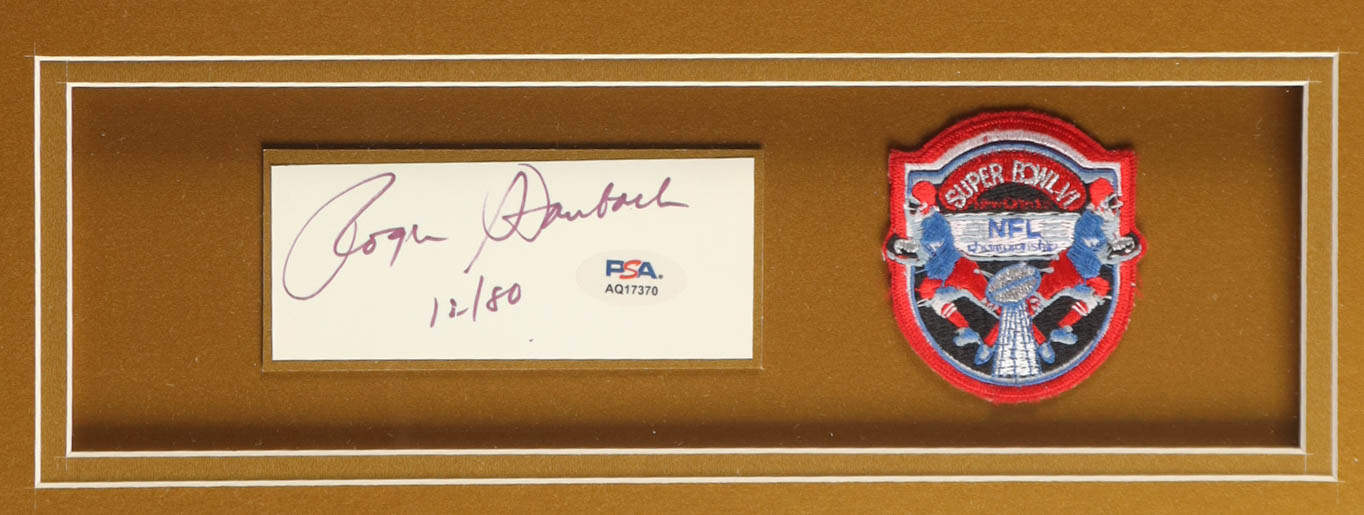 Roger Staubach
12/80
PSA.
AQ17370
SUPER BOWL VI
NFL
championship